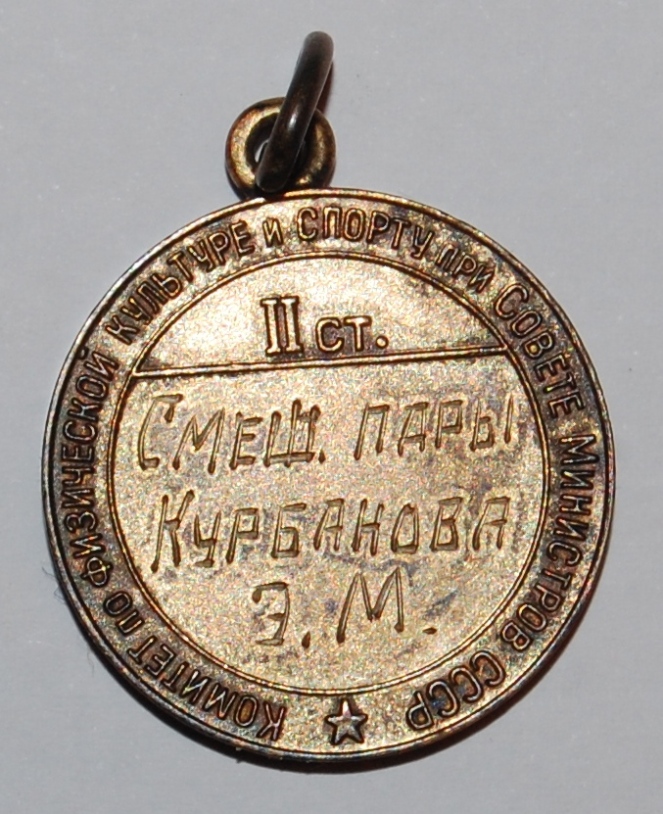 КОМИТЕТ ПО ФИЗИЧЕСКОЙ КУЛЬТУРЕ и СПОРТУ ПРИ СОВЕТЕ МИНИСТРОВ СССР
II СТ.
СМЕШ. ПАРЫ
КУРБАНОВА
Э.М.